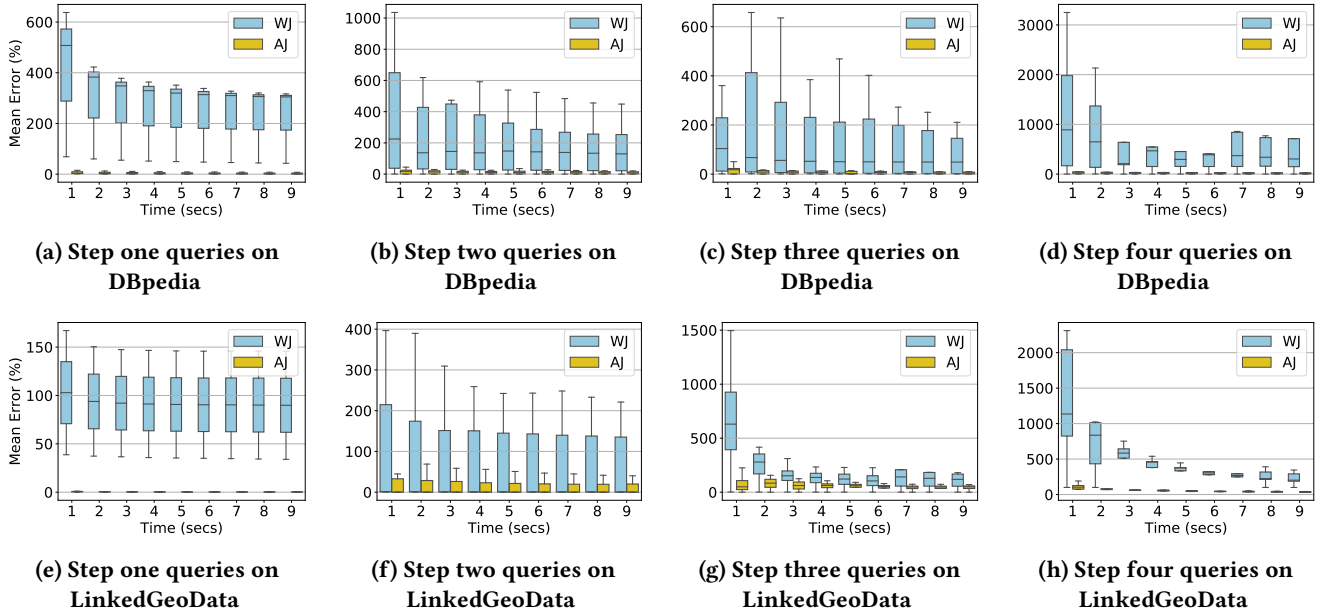 600
400
200
0
Mean Error (%)
WJ
AJ
1 2 3 4 5 6 7 8 9
Time (secs)
(a) Step one queries on
DBpedia
1000
800
600
400
200
0
WJ
AJ
1 2 3 4 5 6 7 8 9
Time (secs)
(b) Step two queries on
DBpedia
600
400
200
0
WJ
AJ
1 2 3 4 5 6 7 8 9
Time (secs)
(c) Step three queries on
DBpedia
3000
2000
1000
0
WJ
AJ
1 2 3 4 5 6 7 8 9
Time (secs)
(d) Step four queries on
DBpedia
150
100
50
0
Mean Error (%)
WJ
AJ
1 2 3 4 5 6 7 8 9
Time (secs)
(e) Step one queries on
LinkedGeoData
400
300
200
100
0
WJ
AJ
1 2 3 4 5 6 7 8 9
Time (secs)
(f) Step two queries on
LinkedGeoData
1500
1000
500
0
WJ
AJ
1 2 3 4 5 6 7 8 9
Time (secs)
(g) Step three queries on
LinkedGeoData
2000
1500
1000
500
0
WJ
AJ
1 2 3 4 5 6 7 8 9
Time (secs)
(h) Step four queries on
LinkedGeoData